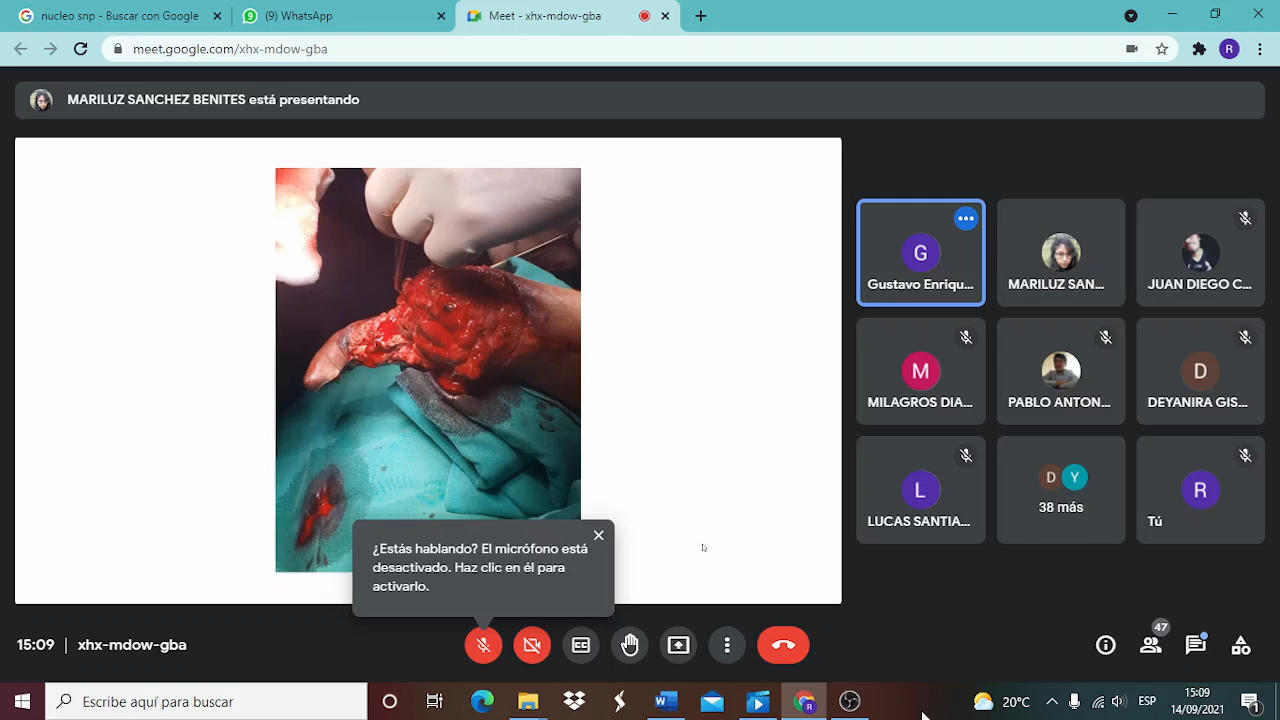 nucleo snp - Buscar con Google
(9) WhatsApp
Meet - xhx-mdow-gba
meet.google.com/xhx-mdow-gba
R
MARILUZ SANCHEZ BENITES está presentando
G
Gustavo Enriqu...
MARILUZ SAN...
JUAN DIEGO C...
M
MILAGROS DIA...
PABLO ANTON...
D
DEYANIRA GIS...
L
LUCAS SANTIA...
D Y
38 más
R
Tú
¿Estás hablando? El micrófono está
desactivado. Haz clic en él para
activarlo.
15:09 | xhx-mdow-gba
47
Escribe aquí para buscar
20°C
ESP
15:09
14/09/2021
1